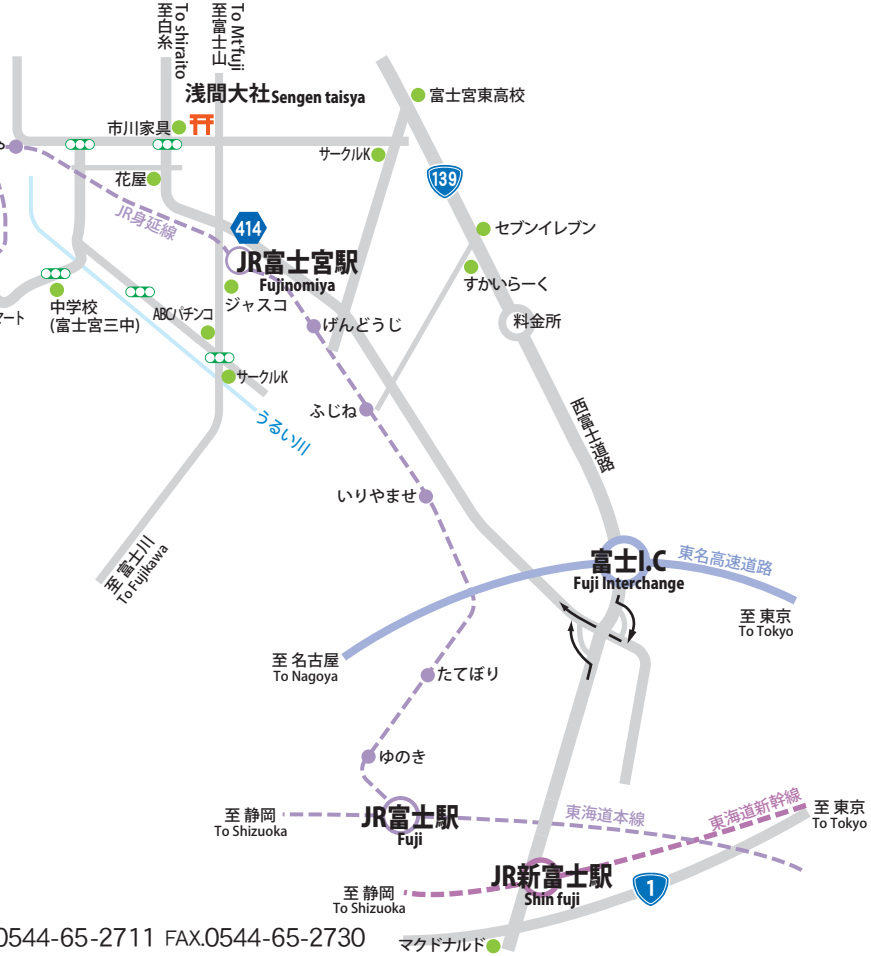 至白糸
To shiraito
至富士山
To Mt'fuji
浅間大社 Sengen taisya
富士宮東高校
市川家具
サークルK
139
花屋
JR身延線
414
セブンイレブン
JR富士宮駅
Fujinomiya
すかいらーく
中学校
(富士宮三中)
ABCパチンコ
ジャスコ
げんどうじ
料金所
マート
サークルK
ふじね
うるい川
西富士道路
いりやませ
至 富士川
To Fujikawa
富士I.C
Fuji Interchange
東名高速道路
至 東京
To Tokyo
至 名古屋
To Nagoya
たてぼり
ゆのき
至 静岡
To Shizuoka
JR富士駅
Fuji
東海道本線
東海道新幹線
至 東京
To Tokyo
JR新富士駅
Shin fuji
1
至 静岡
To Shizuoka
0544-65-2711 FAX.0544-65-2730
マクドナルド